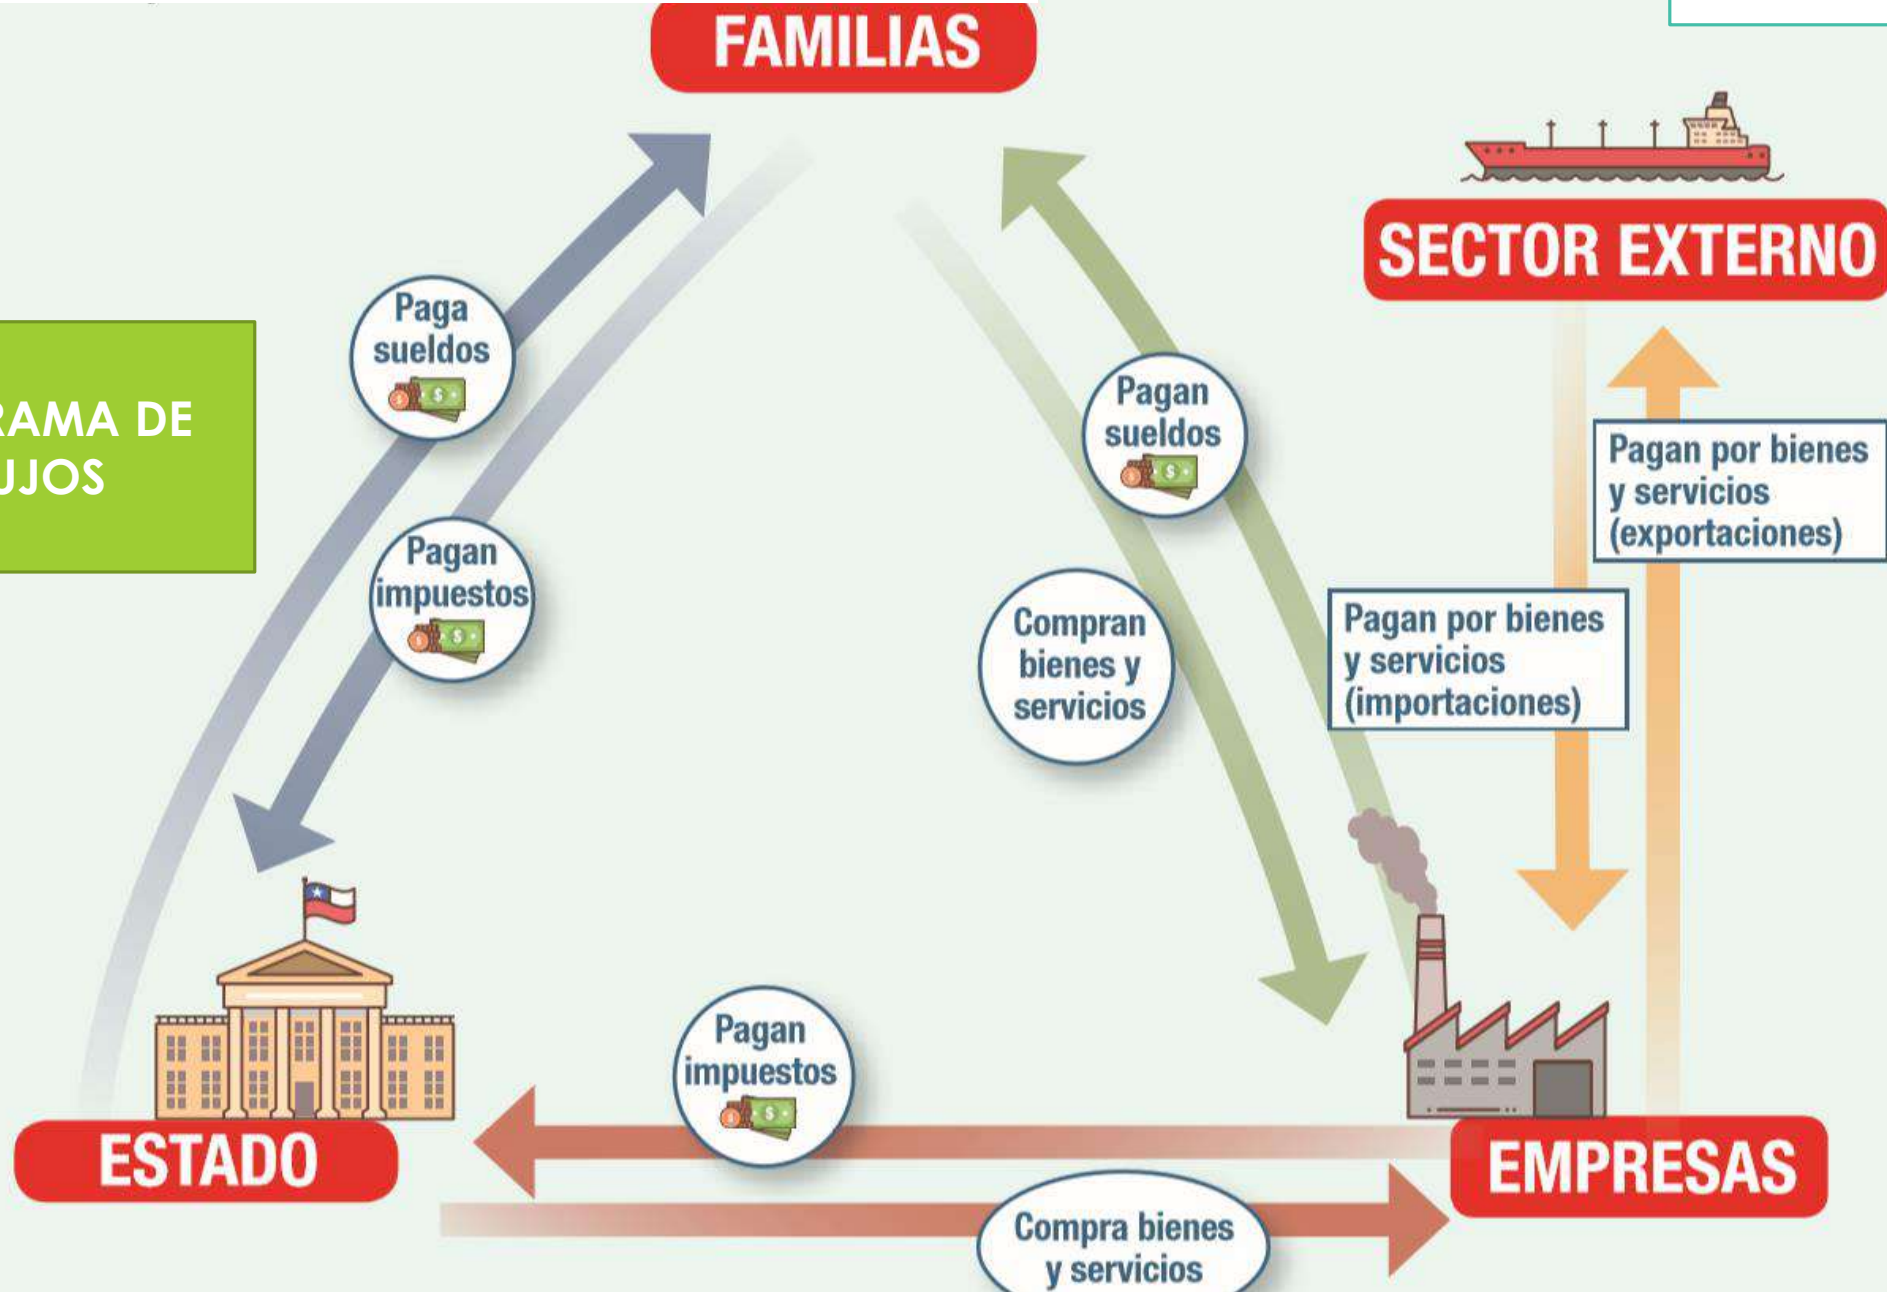 FAMILIAS
SECTOR EXTERNO
Paga
sueldos
Pagan
sueldos
RAMA DE
UJOS
Pagan por bienes
y servicios
(exportaciones)
Pagan
impuestos
Compran
bienes y
servicios
Pagan por bienes
y servicios
(importaciones)
Pagan
impuestos
ESTADO
EMPRESAS
Compra bienes
y servicios